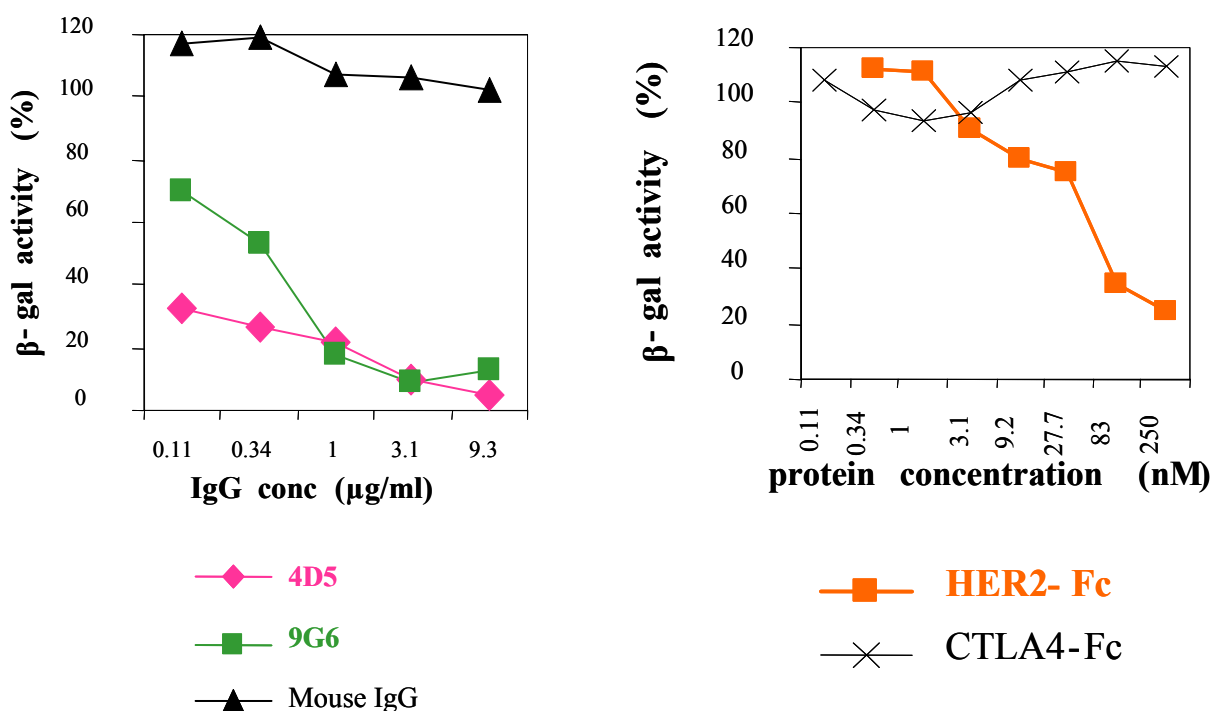 120
100
80
60
40
20
0
β- gal activity (%)
0.11 0.34 1 3.1 9.3
IgG conc (µg/ml)
4D5
9G6
Mouse IgG
120
100
80
60
40
20
0
β- gal activity (%)
0.11 0.34 1 3.1 9.2 27.7 83 250
protein concentration (nM)
HER2- Fc
CTLA4-Fc